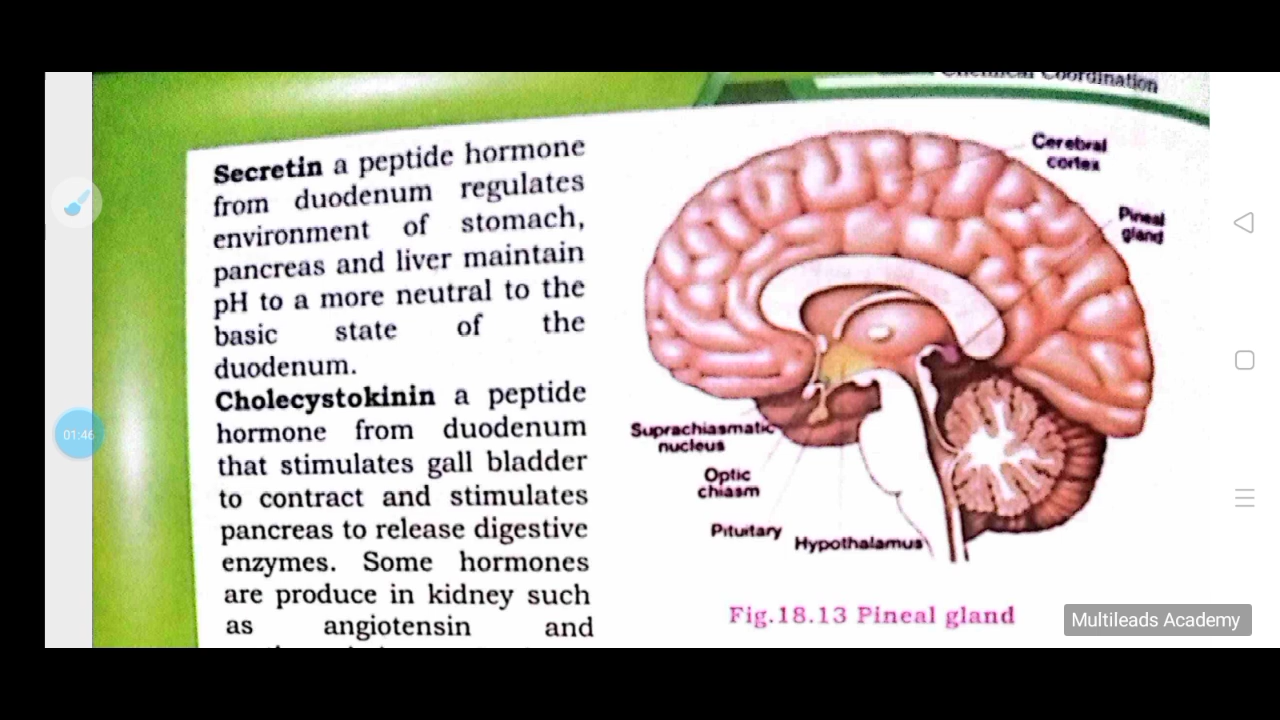 Chemical Coordination
Secretin a peptide hormone
from duodenum regulates
environment of stomach,
pancreas and liver maintain
pH to a more neutral to the
basic state of the
duodenum.
Cholecystokinin a peptide
hormone from duodenum
that stimulates gall bladder
to contract and stimulates
pancreas to release digestive
enzymes. Some hormones
are produce in kidney such
as angiotensin and
Cerebral
cortex
Pineal
gland
Suprachiasmatic
nucleus
Optic
chiasm
Pituitary
Hypothalamus
Fig.18.13 Pineal gland
01:46
Multileads Academy